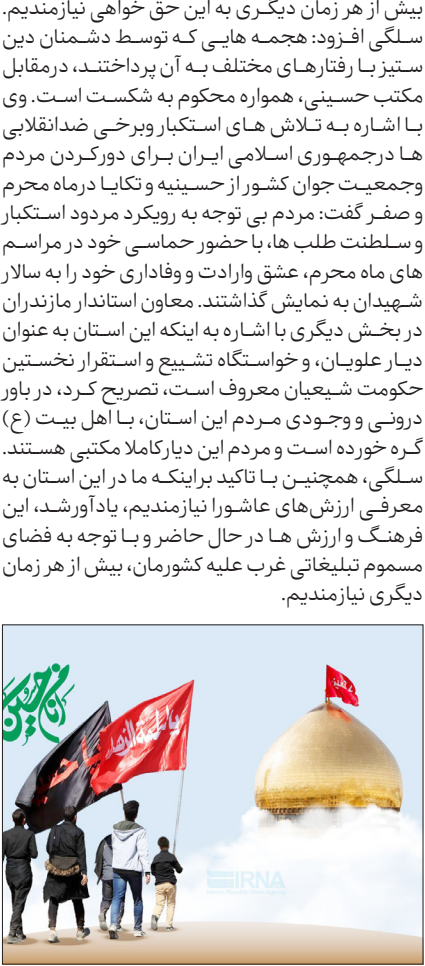 بیش از هر زمان دیگری به این حق خواهی نیازمندیم.
سلگی افزود: هجمه هایی که توسط دشمنان دین
ستیز با رفتارهای مختلف به آن پرداختند، درمقابل
مکتب حسینی، همواره محکوم به شکست است. وی
با اشاره به تلاش های استکبار وبرخی ضدانقلابی
ها درجمهوری اسلامی ایران برای دورکردن مردم
وجمعیت جوان کشور از حسینیه و تکایا درماه محرم
و صفر گفت: مردم بی توجه به رویکرد مردود استکبار
و سلطنت طلب ها، با حضور حماسی خود در مراسم
های ماه محرم، عشق وارادت و وفاداری خود را به سالار
شهیدان به نمایش گذاشتند. معاون استاندار مازندران
در بخش دیگری با اشاره به اینکه این استان به عنوان
دیار علویان، و خواستگاه تشییع و استقرار نخستین
حکومت شیعیان معروف است، تصریح کرد، در باور
درونی و وجودی مردم این استان، با اهل بیت (ع)
گره خورده است و مردم این دیارکاملا مکتبی هستند.
سلگی، همچنین با تاکید براینکه ما در این استان به
معرفی ارزش‌های عاشورا نیازمندیم، یادآورشد، این
فرهنگ و ارزش ها در حال حاضر و با توجه به فضای
مسموم تبلیغاتی غرب علیه کشورمان، بیش از هر زمان
دیگری نیازمندیم.
یا فاطمة الزهرا
IRNA